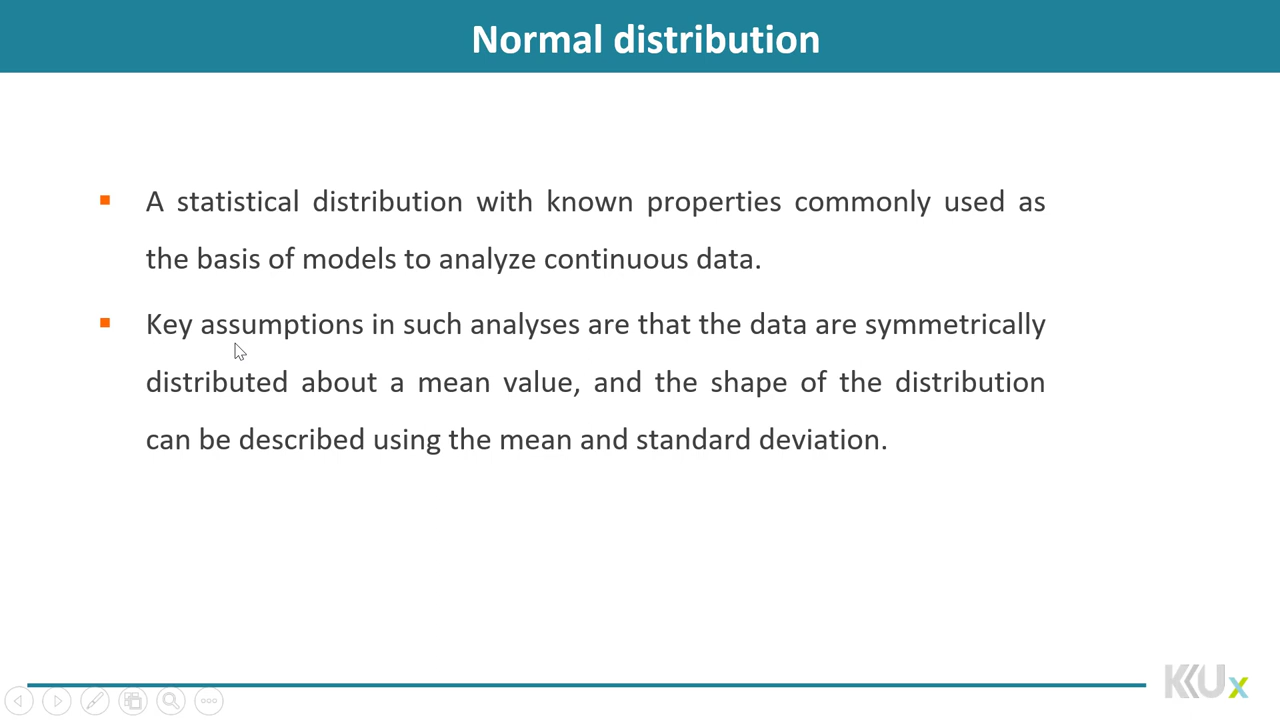 Normal distribution
A statistical distribution with known properties commonly used as
the basis of models to analyze continuous data.
Key assumptions in such analyses are that the data are symmetrically
distributed about a mean value, and the shape of the distribution
can be described using the mean and standard deviation.
KKUx